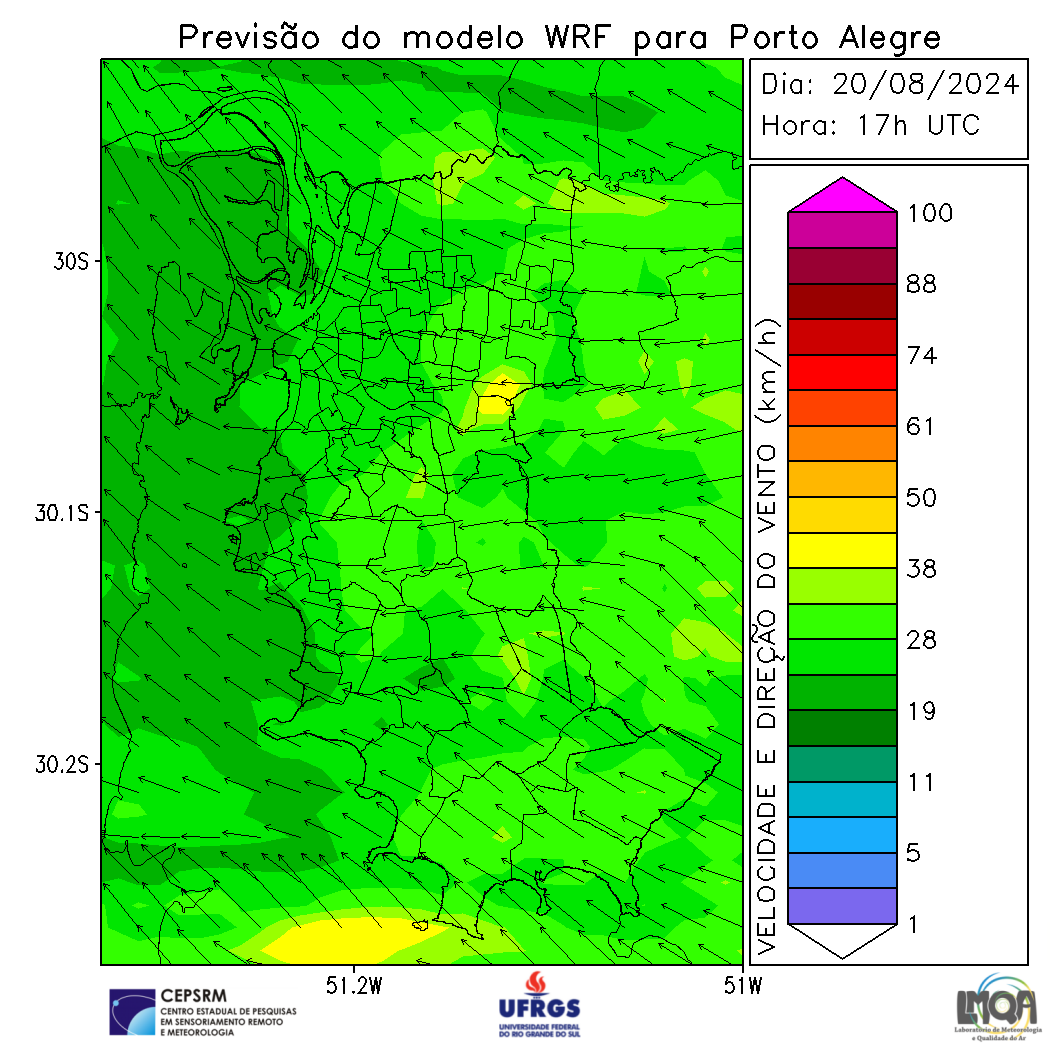 Previsão do modelo WRF para Porto Alegre
Dia: 20/08/2024
Hora: 17h UTC
30S
30.1S
30.2S
51.2W
51W
VELOCIDADE E DIREÇÃO DO VENTO (km/h)
100
88
74
61
50
38
28
19
11
5
1
CEPSRM
CENTRO ESTADUAL DE PESQUISAS
EM SENSORIAMENTO REMOTO
E METEOROLOGIA
UFRGS
UNIVERSIDADE FEDERAL
DO RIO GRANDE DO SUL
LMQA
Laboratório de Meteorologia
e Qualidade do Ar